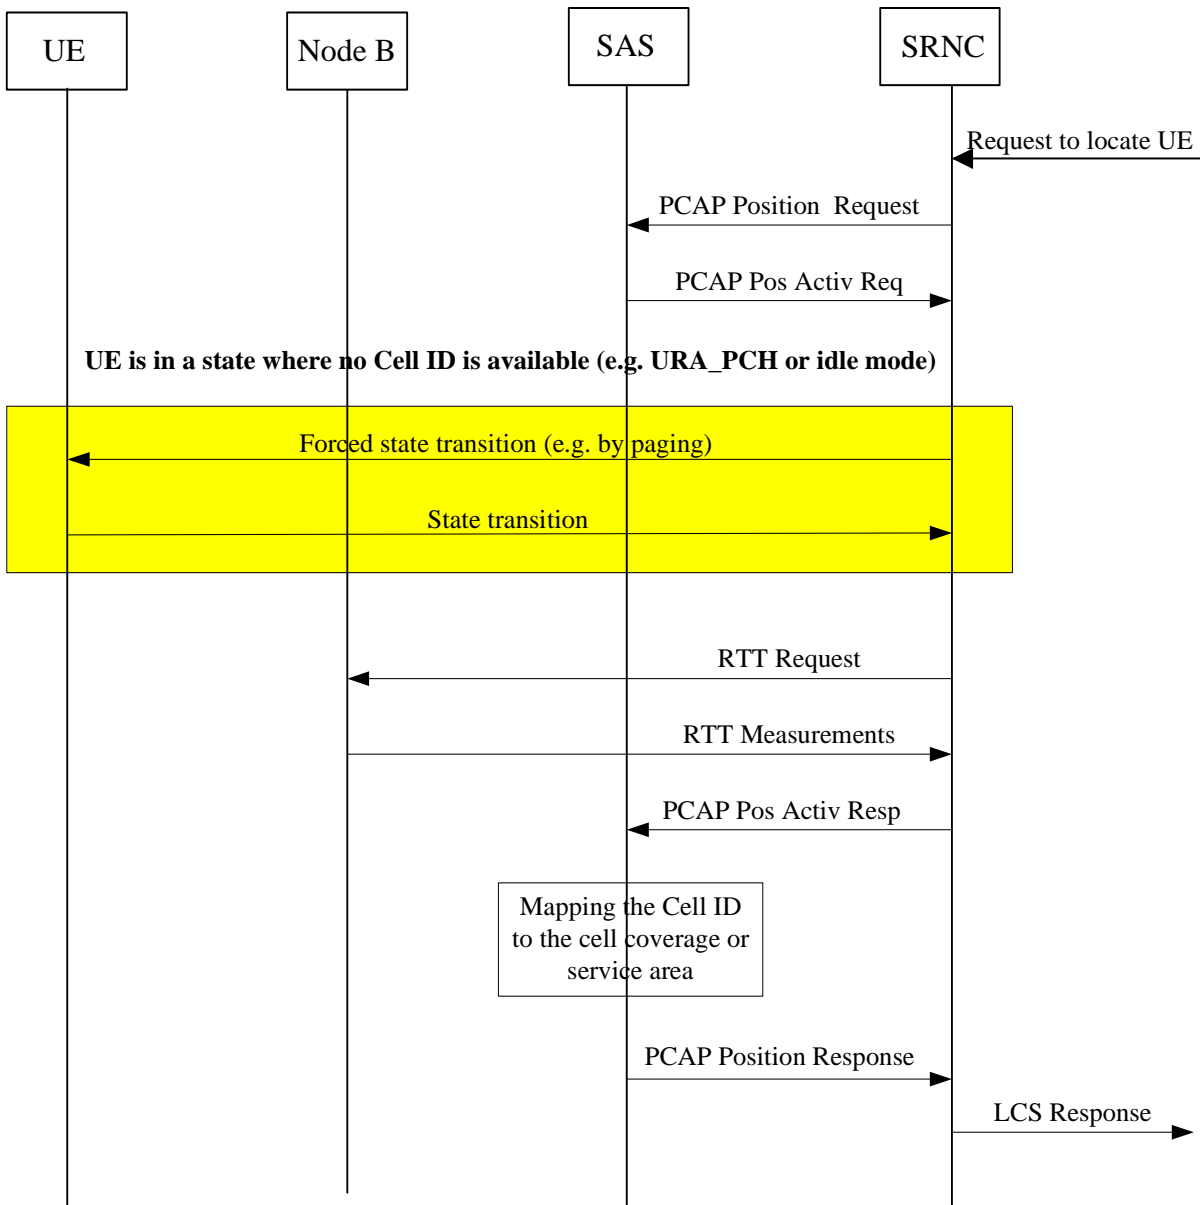 UE
Node B
SAS
SRNC
Request to locate UE
PCAP Position Request
PCAP Pos Activ Req
UE is in a state where no Cell ID is available (e.g. URA_PCH or idle mode)
Forced state transition (e.g. by paging)
State transition
RTT Request
RTT Measurements
PCAP Pos Activ Resp
Mapping the Cell ID
to the cell coverage or
service area
PCAP Position Response
LCS Response